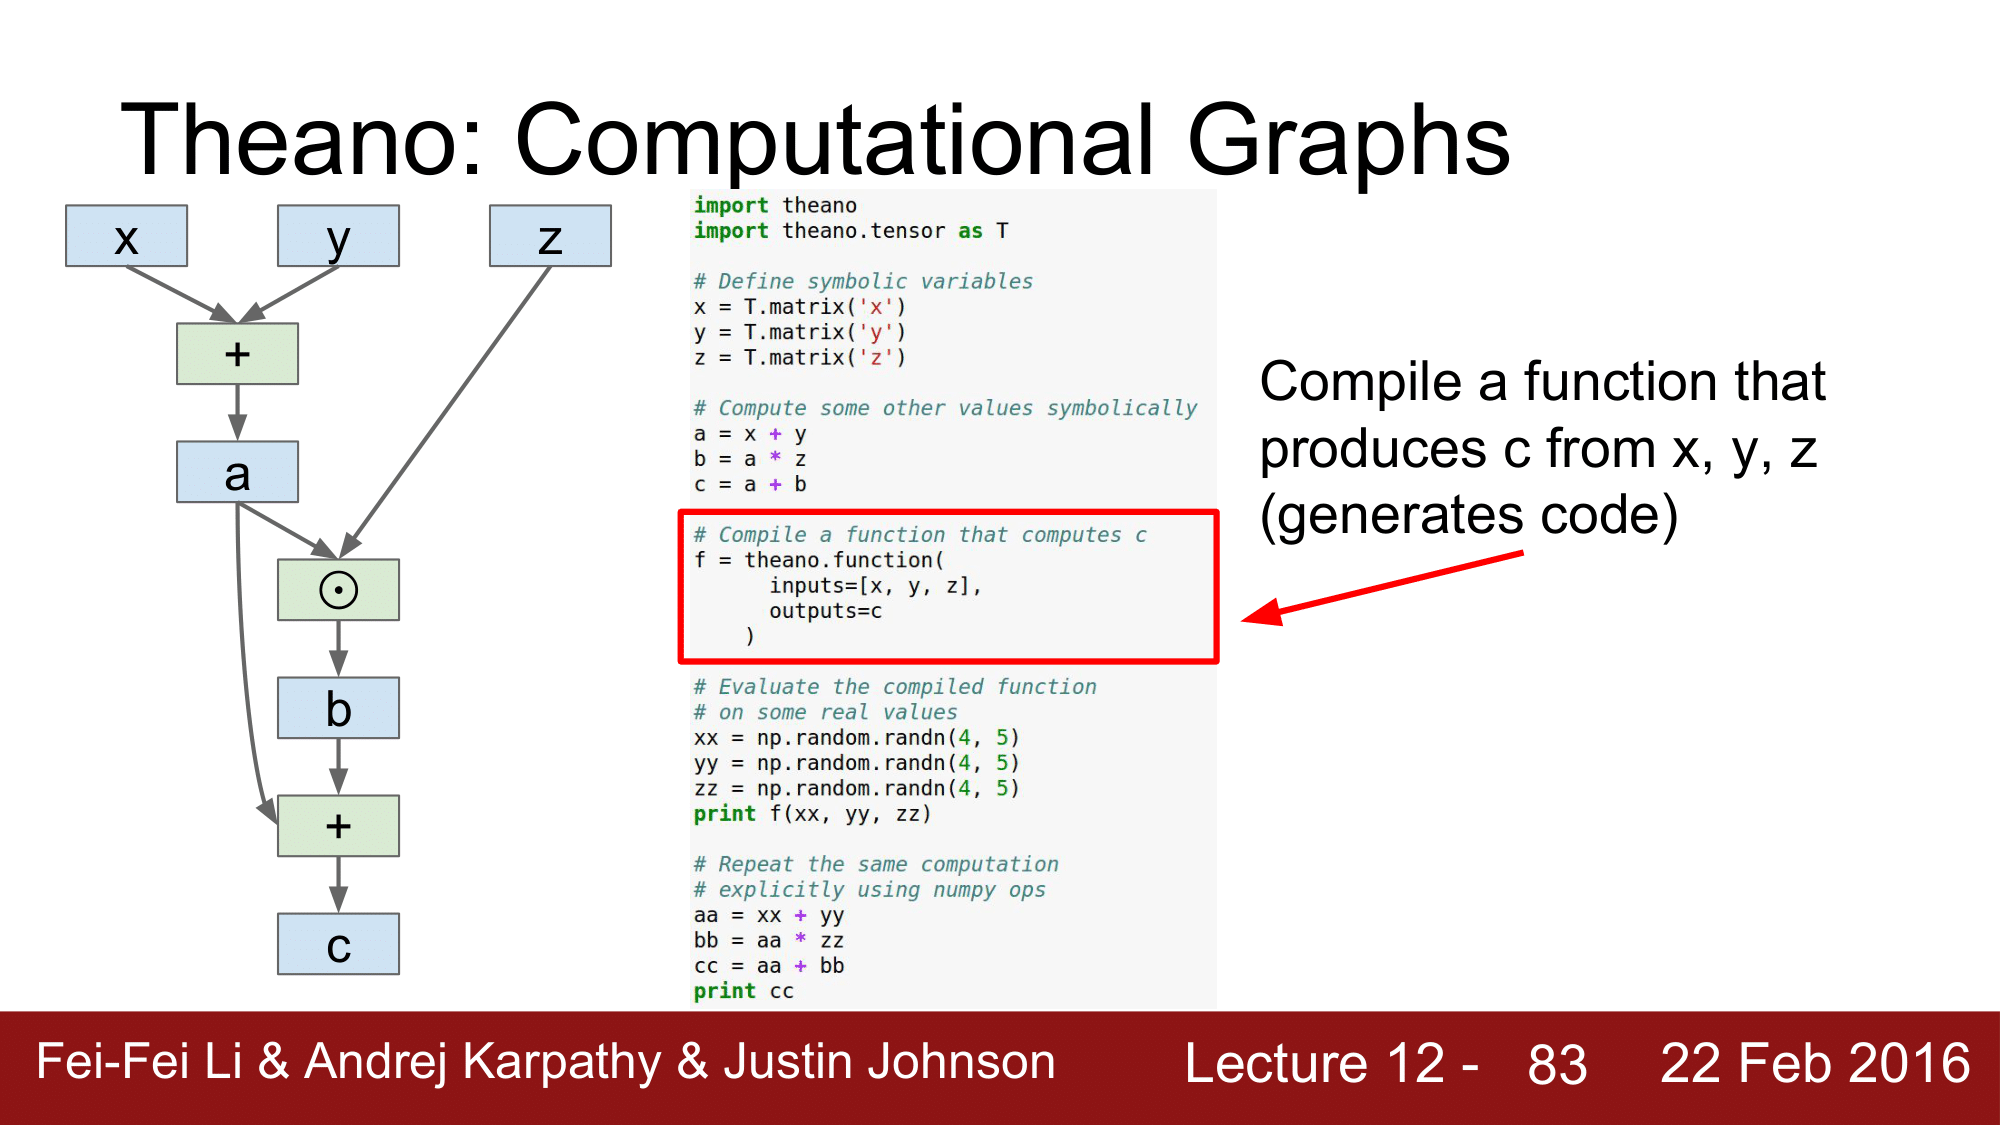 Theano: Computational Graphs
x
y
z
+
a
⊙
b
+
c
import theano
import theano.tensor as T
# Define symbolic variables
x = T.matrix('x')
y = T.matrix('y')
z = T.matrix('z')
# Compute some other values symbolically
a = x + y
b = a * z
c = a + b
# Compile a function that computes c
f = theano.function(
      inputs=[x, y, z],
      outputs=c
    )
# Evaluate the compiled function
# on some real values
xx = np.random.randn(4, 5)
yy = np.random.randn(4, 5)
zz = np.random.randn(4, 5)
print f(xx, yy, zz)
# Repeat the same computation
# explicitly using numpy ops
aa = xx + yy
bb = aa * zz
cc = aa + bb
print cc
Compile a function that
produces c from x, y, z
(generates code)
Fei-Fei Li & Andrej Karpathy & Justin Johnson
Lecture 12 - 83
22 Feb 2016